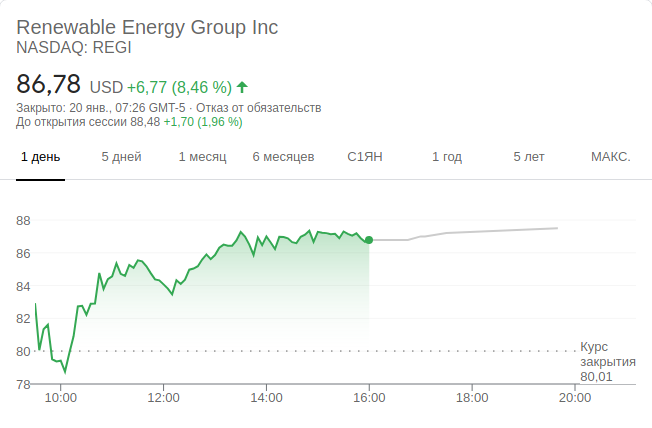 Renewable Energy Group Inc
NASDAQ: REGI
86,78 USD +6,77 (8,46 %)
Закрыто: 20 янв., 07:26 GMT-5 · Отказ от обязательств
До открытия сессии 88,48 +1,70 (1,96 %)
1 день 5 дней 1 месяц 6 месяцев С1ЯН 1 год 5 лет МАКС.
88
86
84
82
80
78
Курс
закрытия
80,01
10:00 12:00 14:00 16:00 18:00 20:00